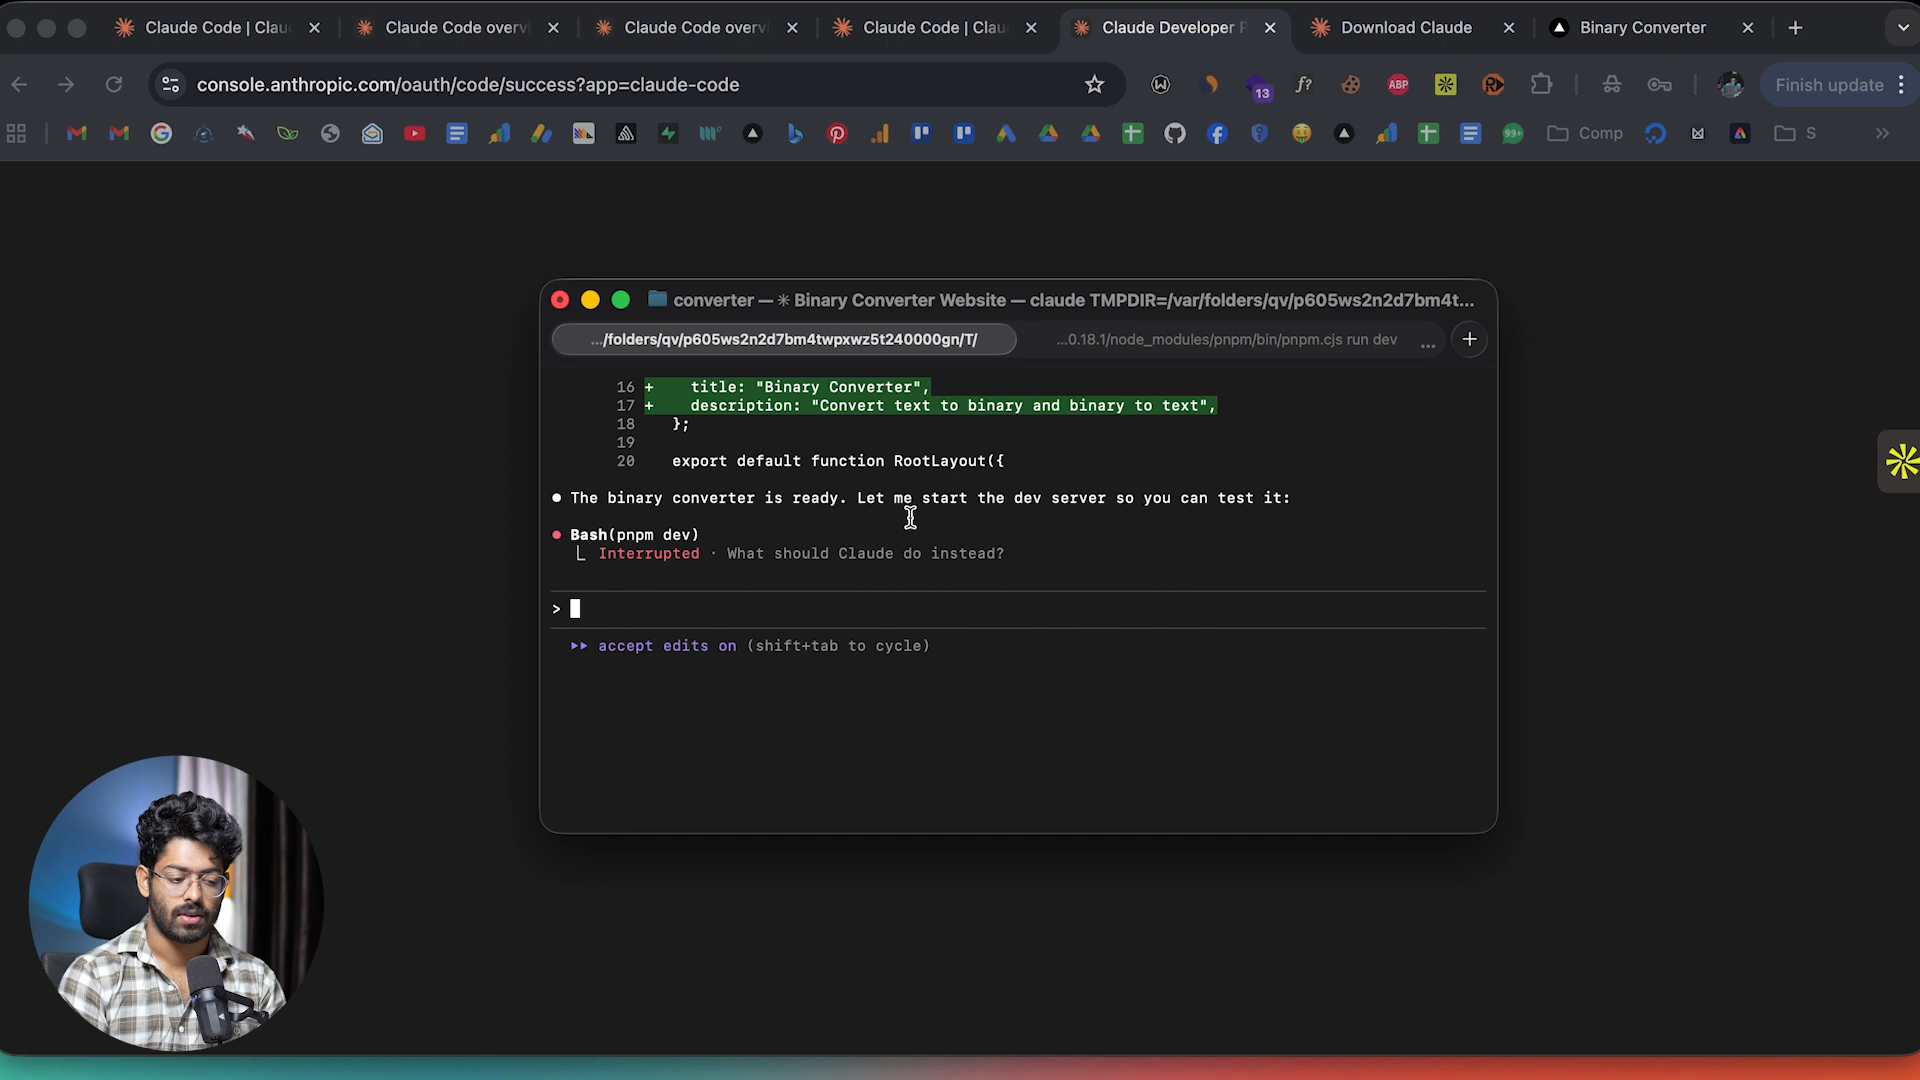 Claude Code | Clau
Claude Code overvi
Claude Code overvi
Claude Code | Clau
Claude Developer P
Download Claude
Binary Converter
console.anthropic.com/oauth/code/success?app=claude-code
13
f?
ABP
Finish update
99+
Comp
S
converter — ✳ Binary Converter Website — claude TMPDIR=/var/folders/qv/p605ws2n2d7bm4t...
.../folders/qv/p605ws2n2d7bm4twpxwz5t240000gn/T/
...0.18.1/node_modules/pnpm/bin/pnpm.cjs run dev ...
16 + title: "Binary Converter",
17 + description: "Convert text to binary and binary to text",
18 };
19
20 export default function RootLayout({
● The binary converter is ready. Let me start the dev server so you can test it:
● Bash(pnpm dev)
⎿ Interrupted · What should Claude do instead?
>
⏵⏵ accept edits on (shift+tab to cycle)